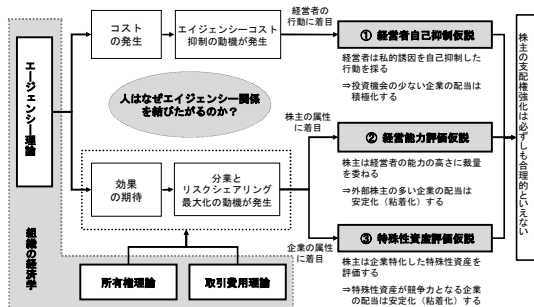 エージェンシー理論
組織の経済学
コスト
の発生
エイジェンシーコスト
抑制の動機が発生
経営者の
行動に着目
① 経営者自己抑制仮説
経営者は私的誘因を自己抑制した
行動を採る
⇒投資機会の少ない企業の配当は
積極化する
人はなぜエイジェンシー関係
を結びたがるのか？
株主の属性
に着目
② 経営能力評価仮説
株主は経営者の能力の高さに裁量
を委ねる
⇒外部株主の多い企業の配当は
安定化（粘着化）する
効果
の期待
分業と
リスクシェアリング
最大化の動機が発生
企業の属性
に着目
③ 特殊性資産評価仮説
株主は企業特化した特殊性資産を
評価する
⇒特殊性資産が競争力となる企業
の配当は安定化（粘着化）する
所有権理論
取引費用理論
株主の支配権強化は必ずしも合理的といえない